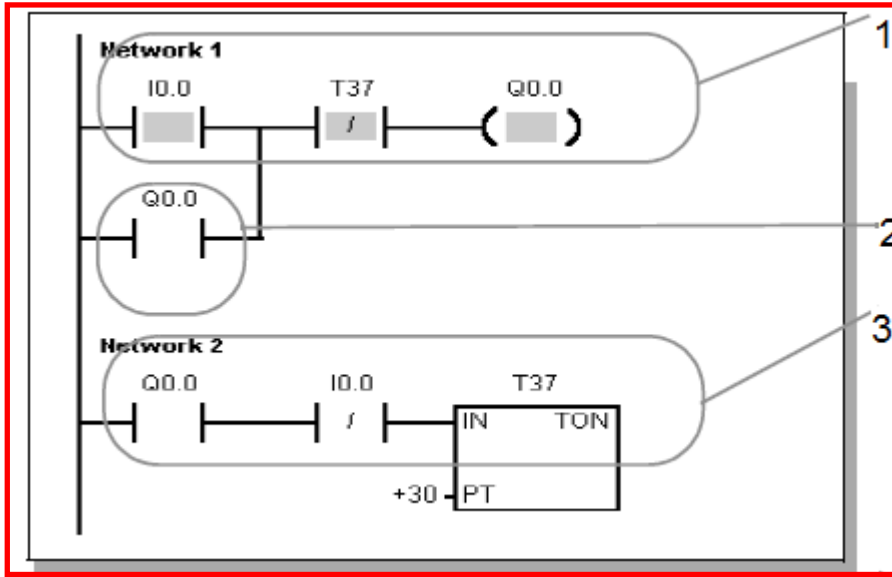 Network 1
1
I0.0 T37 Q0.0
/
Q0.0
2
3
Network 2
Q0.0 I0.0 T37
/ IN TON
+30 PT